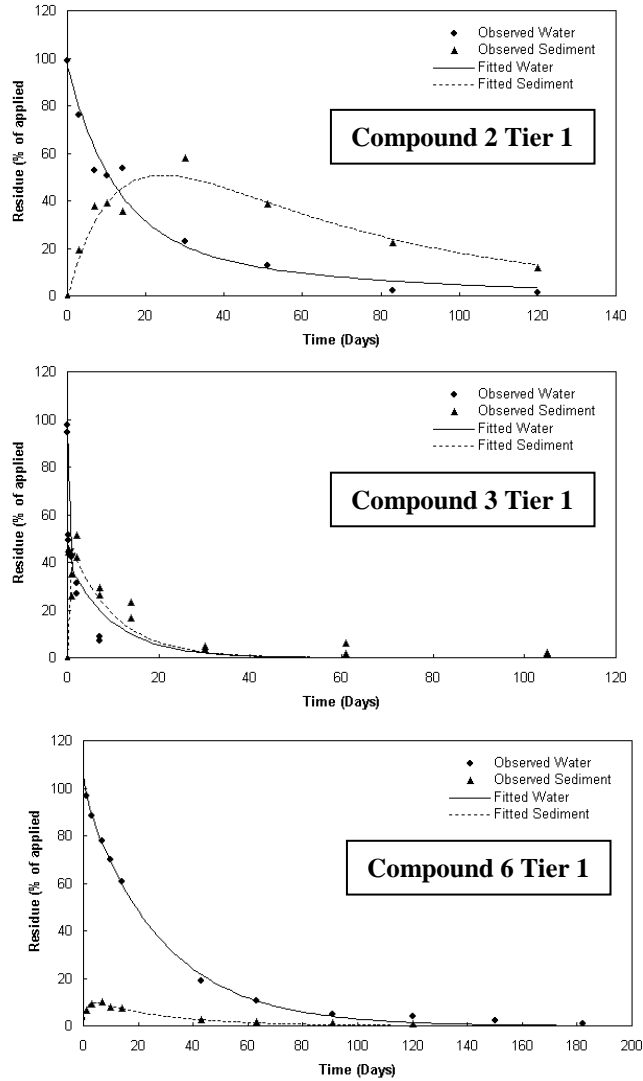 120
100
80
60
40
20
0
Residue (% of applied
Observed Water
Observed Sediment
Fitted Water
Fitted Sediment
Compound 2 Tier 1
0 20 40 60 80 100 120 140
Time (Days)
120
100
80
60
40
20
0
Residue (% of applied
Observed Water
Observed Sediment
Fitted Water
Fitted Sediment
Compound 3 Tier 1
0 20 40 60 80 100 120
Time (Days)
120
100
80
60
40
20
0
Residue (% of applied
Observed Water
Observed Sediment
Fitted Water
Fitted Sediment
Compound 6 Tier 1
0 20 40 60 80 100 120 140 160 180 200
Time (Days)